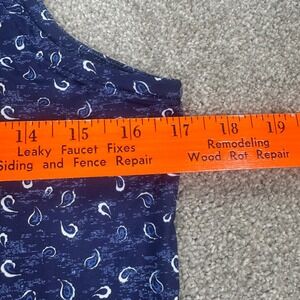 14 15 16 17 18 19
Leaky Faucet Fixes Remodeling
Siding and Fence Repair Wood Rot Repair